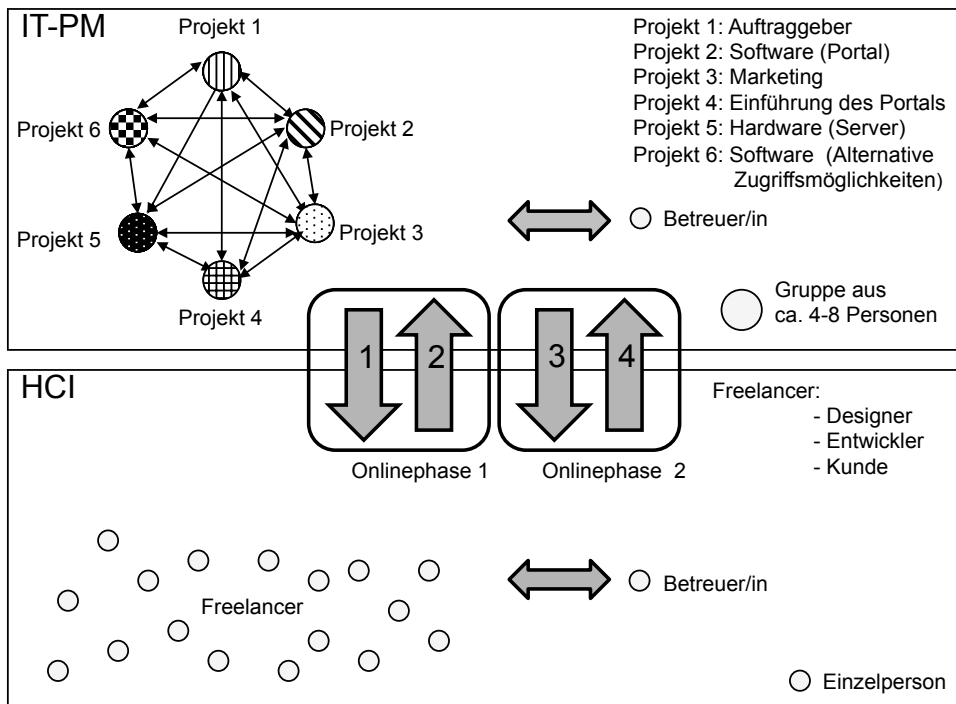 IT-PM
Projekt 1
Projekt 6
Projekt 2
Projekt 5
Projekt 3
Projekt 4
Projekt 1: Auftraggeber
Projekt 2: Software (Portal)
Projekt 3: Marketing
Projekt 4: Einführung des Portals
Projekt 5: Hardware (Server)
Projekt 6: Software (Alternative
Zugriffsmöglichkeiten)
Betreuer/in
Gruppe aus
ca. 4-8 Personen
1
2
3
4
HCI
Onlinephase 1
Onlinephase 2
Freelancer:
- Designer
- Entwickler
- Kunde
Freelancer
Betreuer/in
Einzelperson